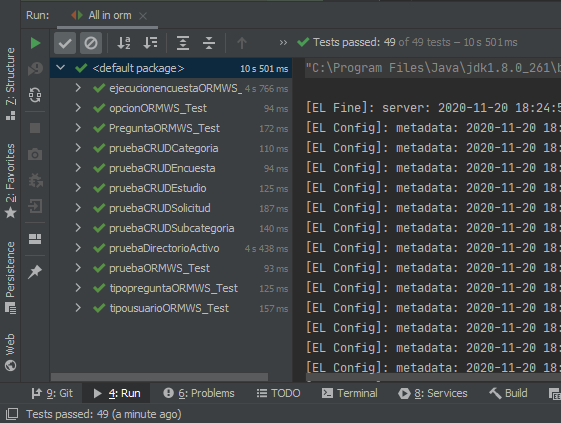 Run: All in orm
Tests passed: 49 of 49 tests – 10 s 501 ms
<default package> 10 s 501 ms
"C:\Program Files\Java\jdk1.8.0_261\b
ejecucionencuestaORMWS_ 4 s 766 ms
opcionORMWS_Test 94 ms
[EL Fine]: server: 2020-11-20 18:24:5
PreguntaORMWS_Test 172 ms
[EL Config]: metadata: 2020-11-20 18:
pruebaCRUDCategoria 110 ms
[EL Config]: metadata: 2020-11-20 18:
pruebaCRUDEncuesta 94 ms
[EL Config]: metadata: 2020-11-20 18:
pruebaCRUDEstudio 125 ms
[EL Config]: metadata: 2020-11-20 18:
pruebaCRUDSolicitud 187 ms
[EL Config]: metadata: 2020-11-20 18:
pruebaCRUDSubcategoria 140 ms
[EL Config]: metadata: 2020-11-20 18:
pruebaDirectorioActivo 4 s 438 ms
[EL Config]: metadata: 2020-11-20 18:
pruebaORMWS_Test 93 ms
[EL Config]: metadata: 2020-11-20 18:
tipopreguntaORMWS_Test 125 ms
[EL Config]: metadata: 2020-11-20 18:
tipousuarioORMWS_Test 157 ms
[EL Config]: metadata: 2020-11-20 18:
[EL Config]: metadata: 2020-11-20 18:
[EL Config]: metadata: 2020-11-20 18:
[EL Config]: metadata: 2020-11-20 18:
Z: Structure
2: Favorites
Persistence
Web
9: Git 4: Run 6: Problems TODO Terminal 8: Services Build
Tests passed: 49 (a minute ago)